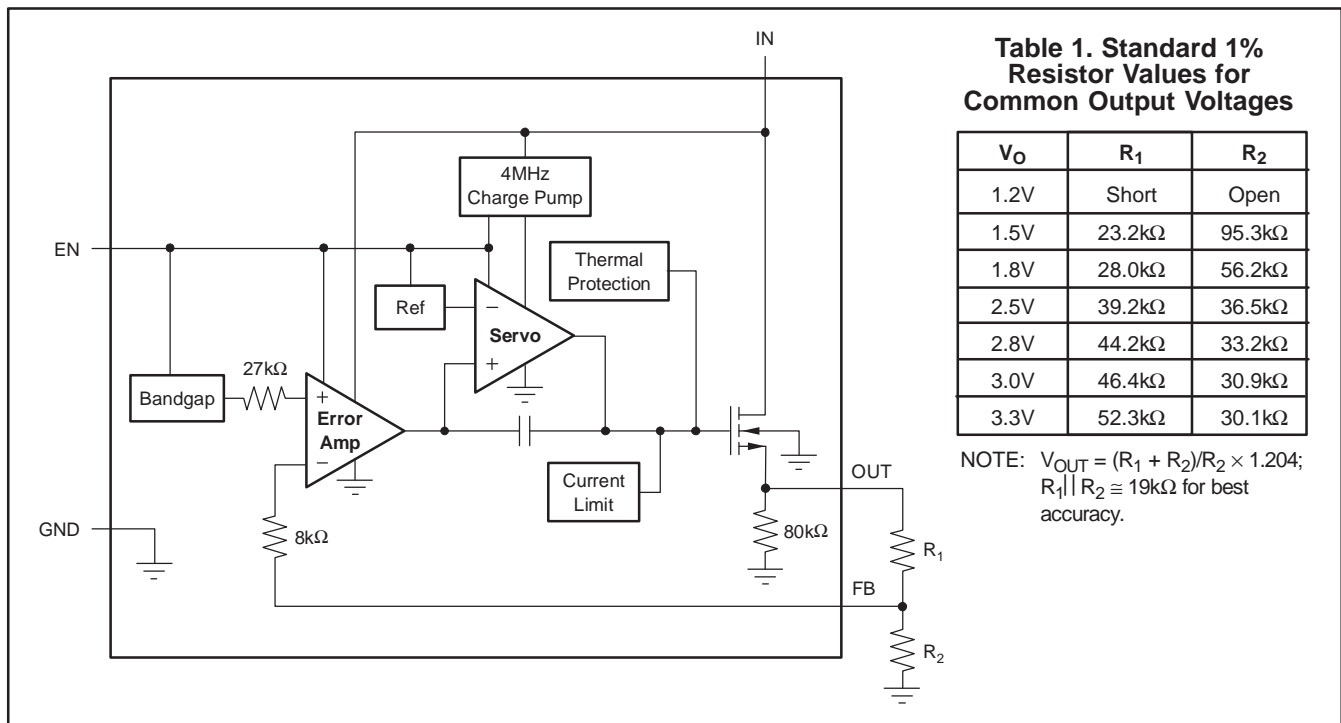 IN
4MHz
Charge Pump
EN
Thermal
Protection
Ref
−
Servo
+
27kΩ
Bandgap
+
Error
Amp
−
Current
Limit
OUT
GND
8kΩ
80kΩ
R1
FB
R2
Table 1. Standard 1%
Resistor Values for
Common Output Voltages
VO R1 R2
1.2V Short Open
1.5V 23.2kΩ 95.3kΩ
1.8V 28.0kΩ 56.2kΩ
2.5V 39.2kΩ 36.5kΩ
2.8V 44.2kΩ 33.2kΩ
3.0V 46.4kΩ 30.9kΩ
3.3V 52.3kΩ 30.1kΩ
NOTE: VOUT = (R1 + R2)/R2 × 1.204;
R1|| R2 ≅ 19kΩ for best
accuracy.